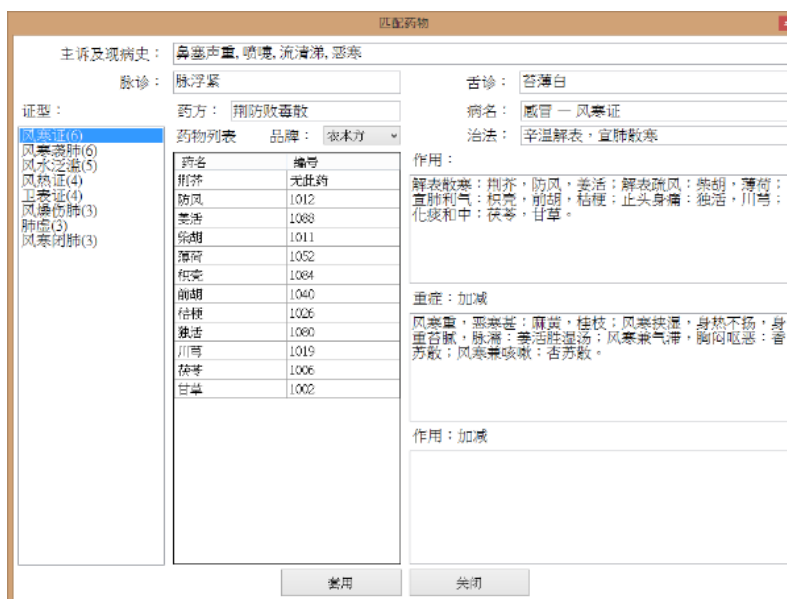 匹配药物
主诉及现病史： 鼻塞声重,喷嚏,流清涕,恶寒
脉诊： 脉浮紧 舌诊： 苔薄白
证型： 药方： 荆防败毒散 病名： 感冒 — 风寒证
药物列表 品牌： 农本方 治法： 辛温解表，宣肺散寒
风寒证(6)
风寒袭肺(6)
风水泛滥(5)
风热证(4)
卫表证(4)
风燥伤肺(3)
肺虚(3)
风寒闭肺(3)
药名 编号
荆芥 无此药
防风 1012
羌活 1088
柴胡 1011
薄荷 1052
枳壳 1084
前胡 1040
桔梗 1026
独活 1080
川芎 1019
茯苓 1006
甘草 1002
作用：
解表散寒：荆芥，防风，羌活；解表疏风：柴胡，薄荷；
宣肺利气：枳壳，前胡，桔梗；止头身痛：独活，川芎；
化痰和中：茯苓，甘草。
重症：加减
风寒重，恶寒甚：麻黄，桂枝；风寒挟湿，身热不扬，身
重苔腻，脉濡：羌活胜湿汤；风寒兼气滞，胸闷呕恶：香
苏散；风寒兼咳嗽：杏苏散。
作用：加减
套用 关闭